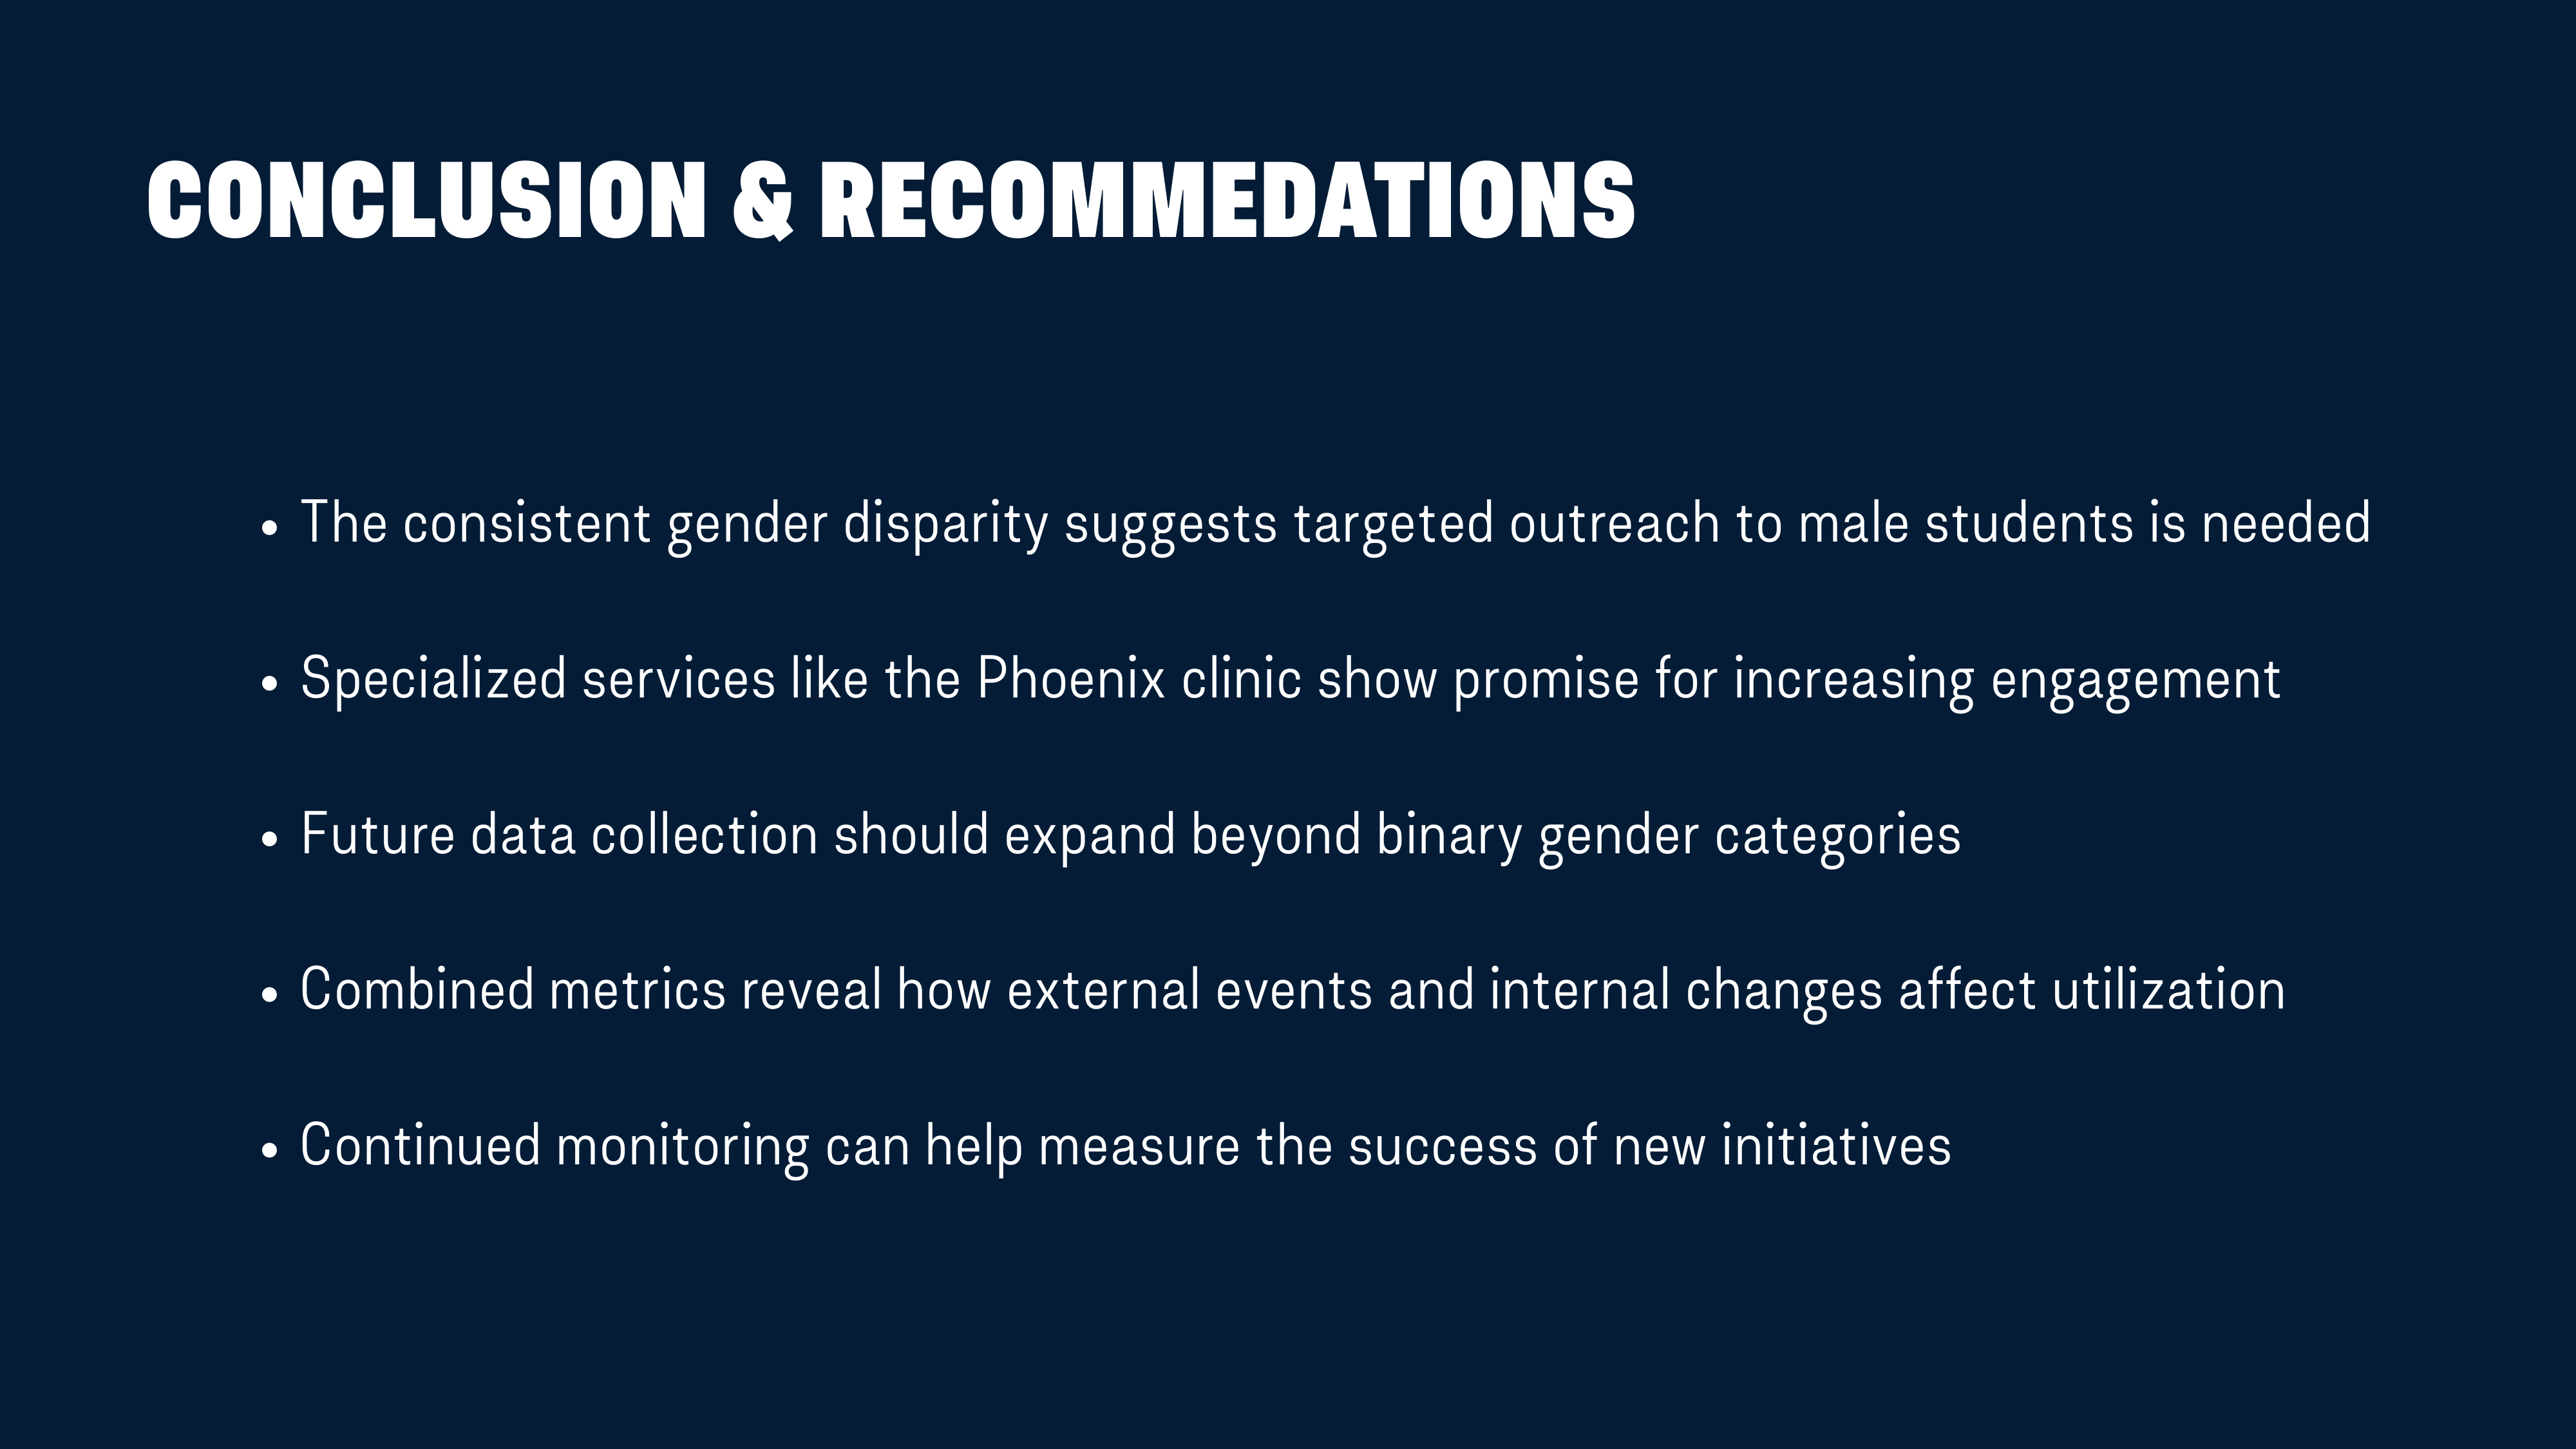 CONCLUSION & RECOMMEDATIONS
• The consistent gender disparity suggests targeted outreach to male students is needed
• Specialized services like the Phoenix clinic show promise for increasing engagement
• Future data collection should expand beyond binary gender categories
• Combined metrics reveal how external events and internal changes affect utilization
• Continued monitoring can help measure the success of new initiatives